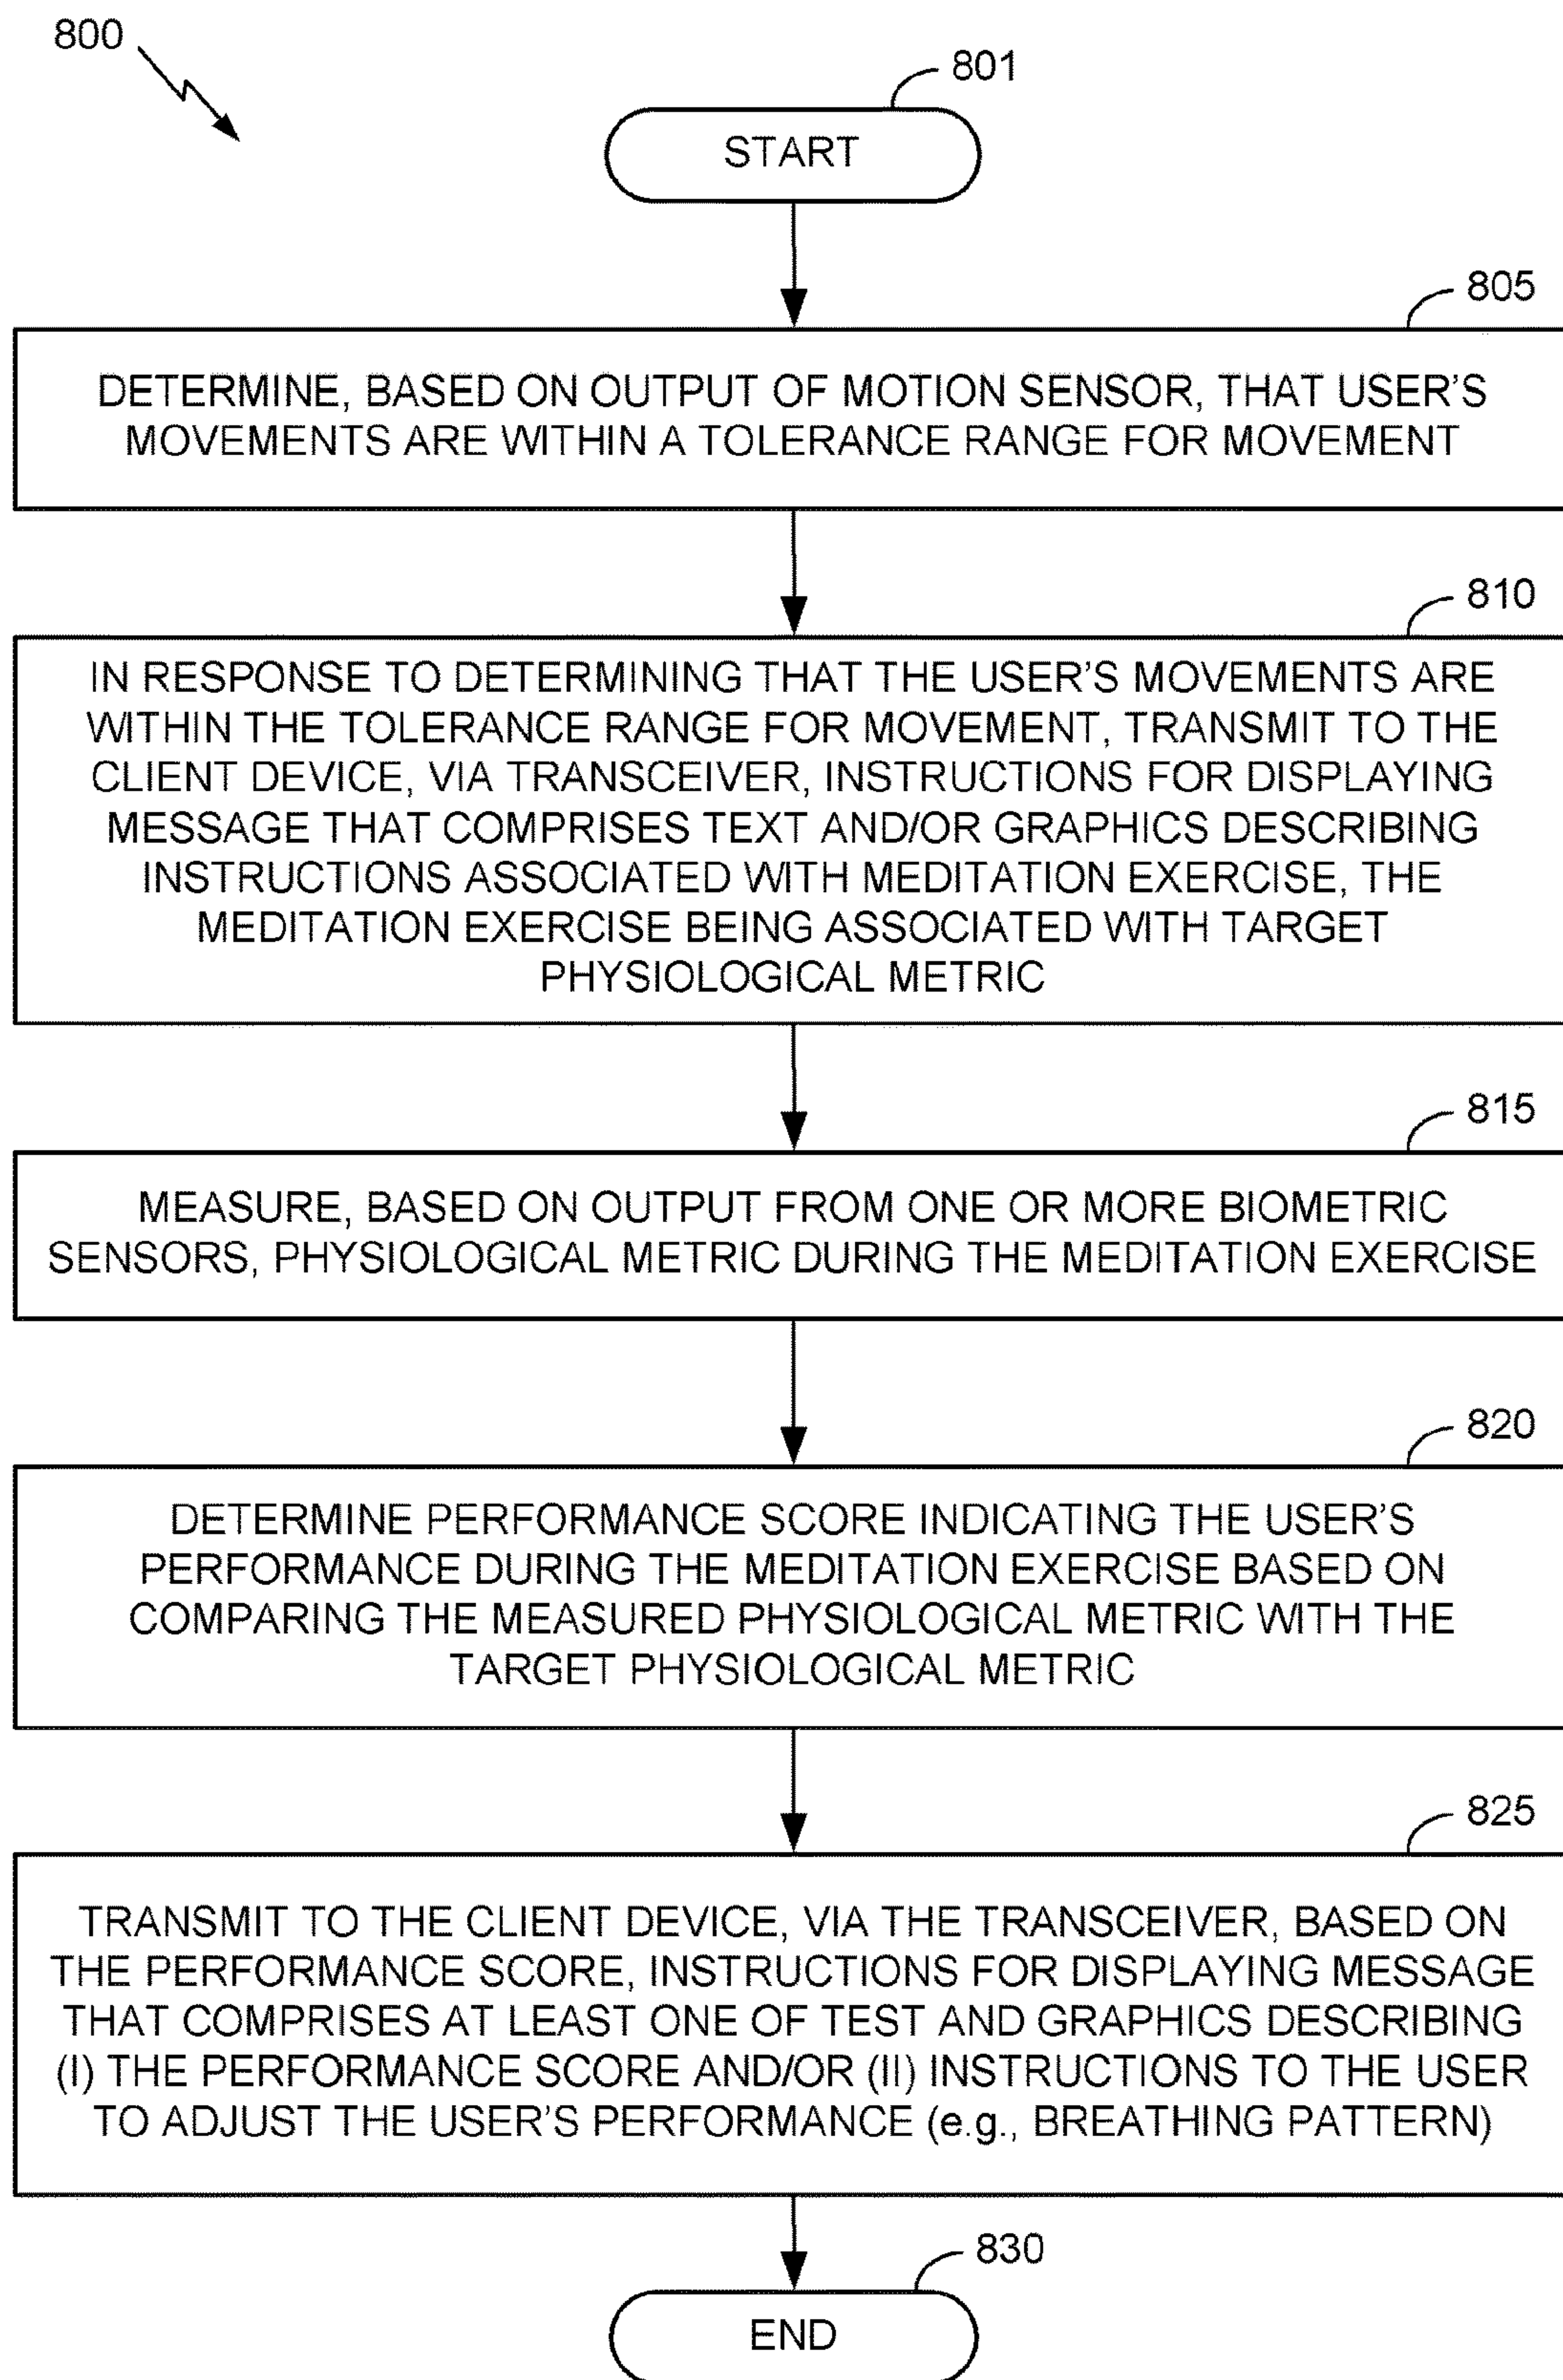 800
801
START
805
DETERMINE, BASED ON OUTPUT OF MOTION SENSOR, THAT USER'S
MOVEMENTS ARE WITHIN A TOLERANCE RANGE FOR MOVEMENT
810
IN RESPONSE TO DETERMINING THAT THE USER'S MOVEMENTS ARE
WITHIN THE TOLERANCE RANGE FOR MOVEMENT, TRANSMIT TO THE
CLIENT DEVICE, VIA TRANSCEIVER, INSTRUCTIONS FOR DISPLAYING
MESSAGE THAT COMPRISES TEXT AND/OR GRAPHICS DESCRIBING
INSTRUCTIONS ASSOCIATED WITH MEDITATION EXERCISE, THE
MEDITATION EXERCISE BEING ASSOCIATED WITH TARGET
PHYSIOLOGICAL METRIC
815
MEASURE, BASED ON OUTPUT FROM ONE OR MORE BIOMETRIC
SENSORS, PHYSIOLOGICAL METRIC DURING THE MEDITATION EXERCISE
820
DETERMINE PERFORMANCE SCORE INDICATING THE USER'S
PERFORMANCE DURING THE MEDITATION EXERCISE BASED ON
COMPARING THE MEASURED PHYSIOLOGICAL METRIC WITH THE
TARGET PHYSIOLOGICAL METRIC
825
TRANSMIT TO THE CLIENT DEVICE, VIA THE TRANSCEIVER, BASED ON
THE PERFORMANCE SCORE, INSTRUCTIONS FOR DISPLAYING MESSAGE
THAT COMPRISES AT LEAST ONE OF TEST AND GRAPHICS DESCRIBING
(I) THE PERFORMANCE SCORE AND/OR (II) INSTRUCTIONS TO THE USER
TO ADJUST THE USER'S PERFORMANCE (e.g., BREATHING PATTERN)
830
END